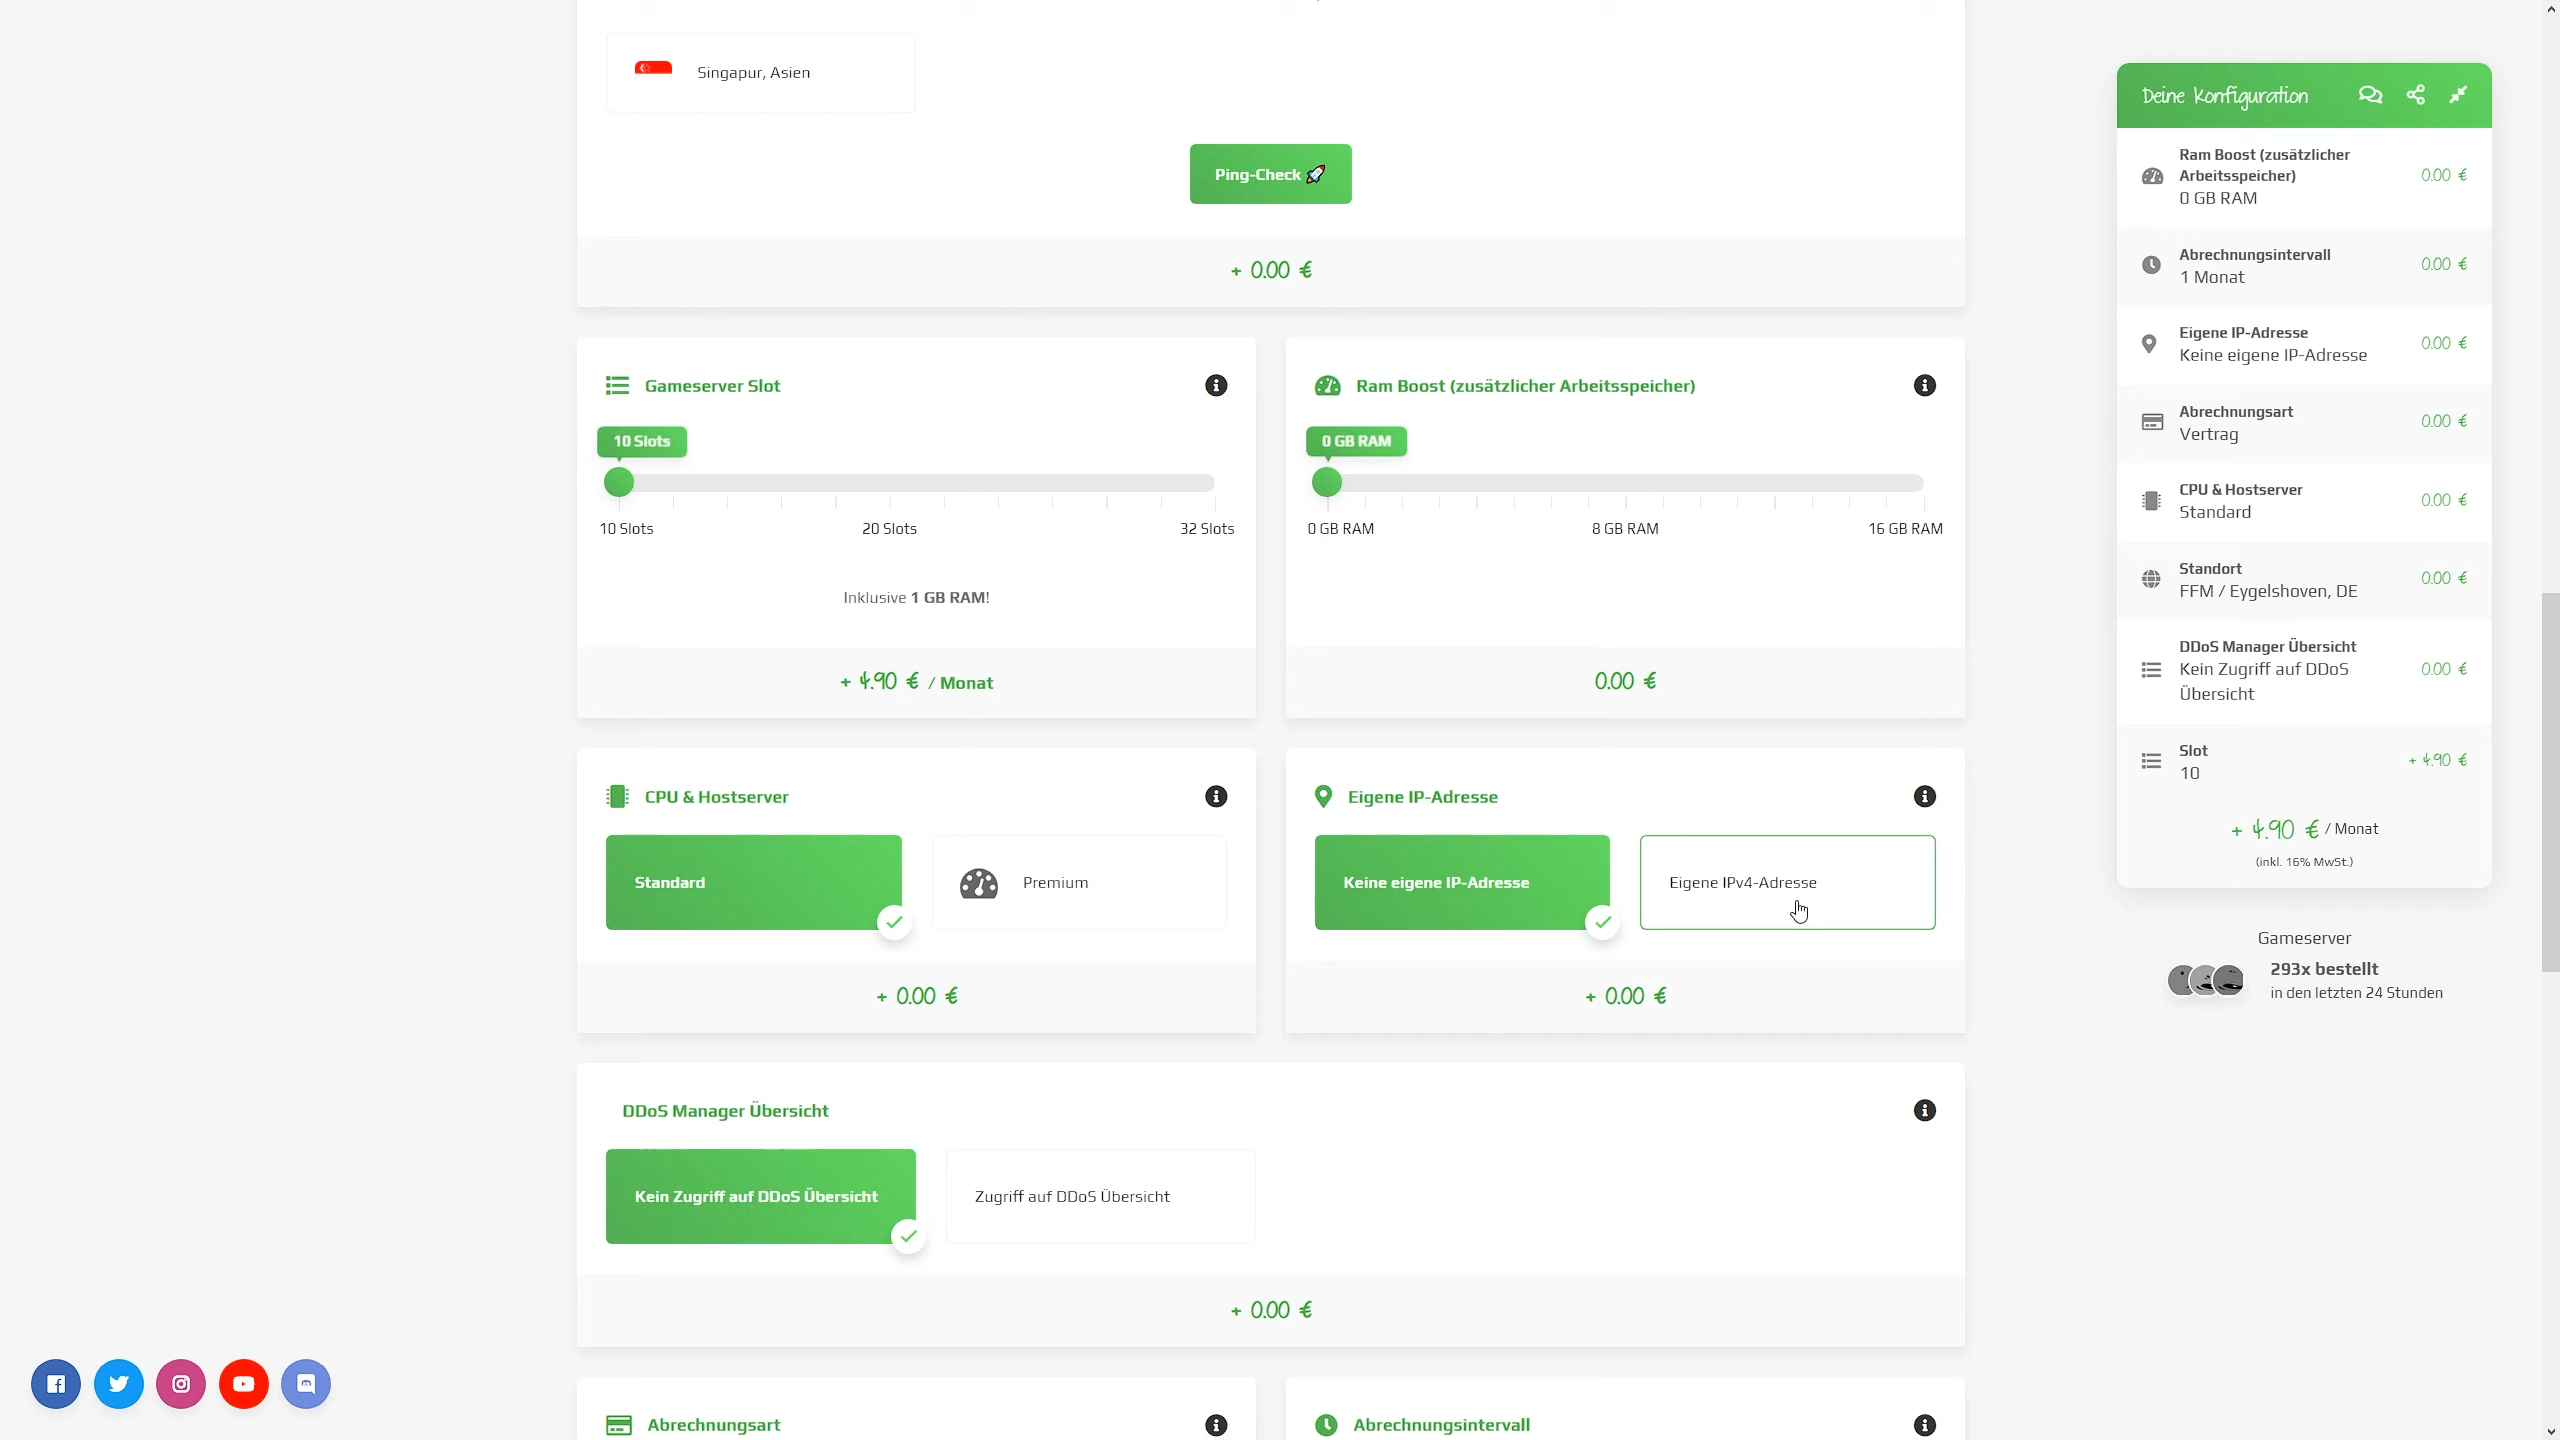 Singapur, Asien
Ping-Check
+ 0.00 €
Gameserver Slot
10 Slots
10 Slots
20 Slots
32 Slots
Inklusive 1 GB RAM!
+ 4.90 € / Monat
Ram Boost (zusätzlicher Arbeitsspeicher)
0 GB RAM
0 GB RAM
8 GB RAM
16 GB RAM
0.00 €
CPU & Hostserver
Standard
Premium
+ 0.00 €
Eigene IP-Adresse
Keine eigene IP-Adresse
Eigene IPv4-Adresse
+ 0.00 €
DDoS Manager Übersicht
Kein Zugriff auf DDoS Übersicht
Zugriff auf DDoS Übersicht
+ 0.00 €
Abrechnungsart
Abrechnungsintervall
Deine Konfiguration
Ram Boost (zusätzlicher
Arbeitsspeicher)
0 GB RAM
0.00 €
Abrechnungsintervall
1 Monat
0.00 €
Eigene IP-Adresse
Keine eigene IP-Adresse
0.00 €
Abrechnungsart
Vertrag
0.00 €
CPU & Hostserver
Standard
0.00 €
Standort
FFM / Eygelshoven, DE
0.00 €
DDoS Manager Übersicht
Kein Zugriff auf DDoS
Übersicht
0.00 €
Slot
10
+ 4.90 €
+ 4.90 € / Monat
(inkl. 16% MwSt.)
Gameserver
293x bestellt
in den letzten 24 Stunden